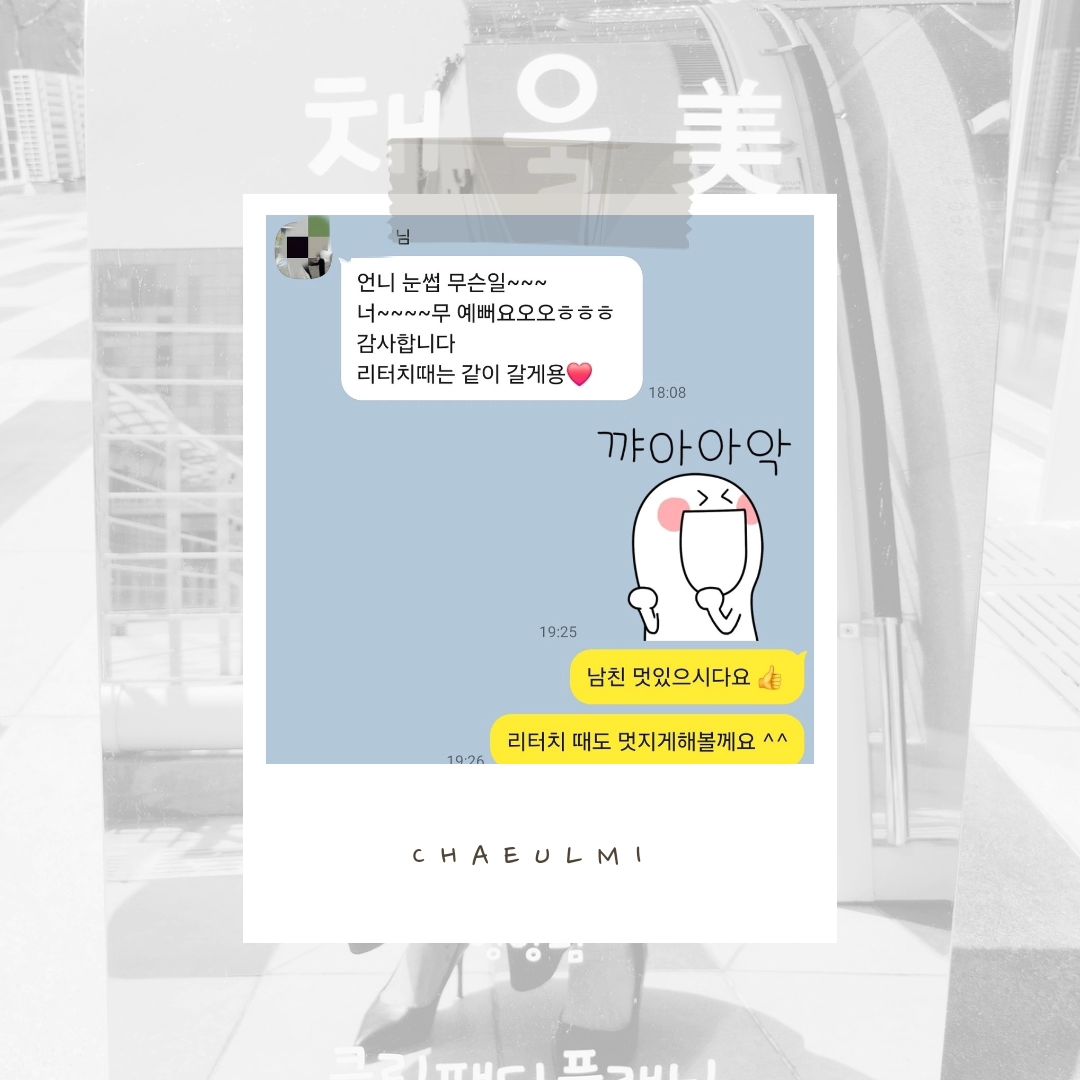 채울美
님
언니 눈썹 무슨일~~~
너~~~~무 예뻐요오오ㅎㅎㅎ
감사합니다
리터치때는 같이 갈게용❤️
18:08
꺄아아악
19:25
남친 멋있으시다요 👍
리터치 때도 멋지게해볼께요 ^^
19:26
CHAEULMI